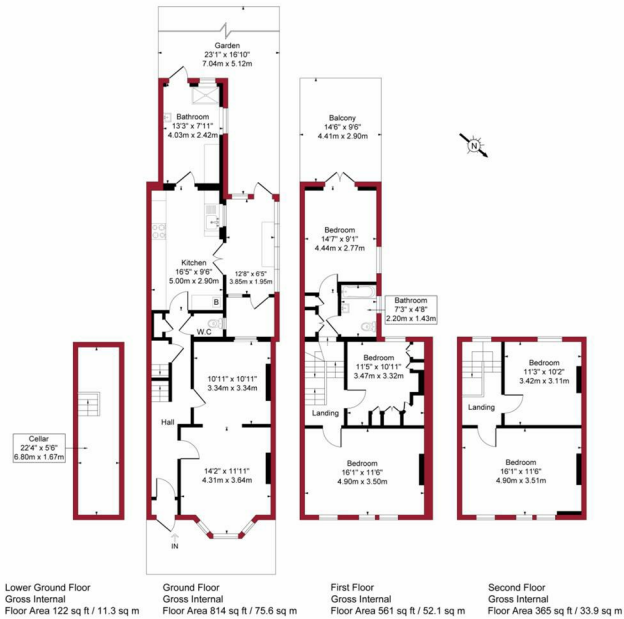 Garden
23'1" x 16'10"
7.04m x 5.12m
Bathroom
13'3" x 7'11"
4.03m x 2.42m
Kitchen
16'5" x 9'6"
5.00m x 2.90m
12'8" x 6'5"
3.85m x 1.95m
B
W.C
10'11" x 10'11"
3.34m x 3.34m
Hall
14'2" x 11'11"
4.31m x 3.64m
IN
Cellar
22'4" x 5'6"
6.80m x 1.67m
Balcony
14'6" x 9'6"
4.41m x 2.90m
N
Bedroom
14'7" x 9'1"
4.44m x 2.77m
Bathroom
7'3" x 4'8"
2.20m x 1.43m
Bedroom
11'5" x 10'11"
3.47m x 3.32m
Landing
Bedroom
16'1" x 11'6"
4.90m x 3.50m
Bedroom
11'3" x 10'2"
3.42m x 3.11m
Landing
Bedroom
16'1" x 11'6"
4.90m x 3.51m
Lower Ground Floor
Gross Internal
Floor Area 122 sq ft / 11.3 sq m
Ground Floor
Gross Internal
Floor Area 814 sq ft / 75.6 sq m
First Floor
Gross Internal
Floor Area 561 sq ft / 52.1 sq m
Second Floor
Gross Internal
Floor Area 365 sq ft / 33.9 sq m